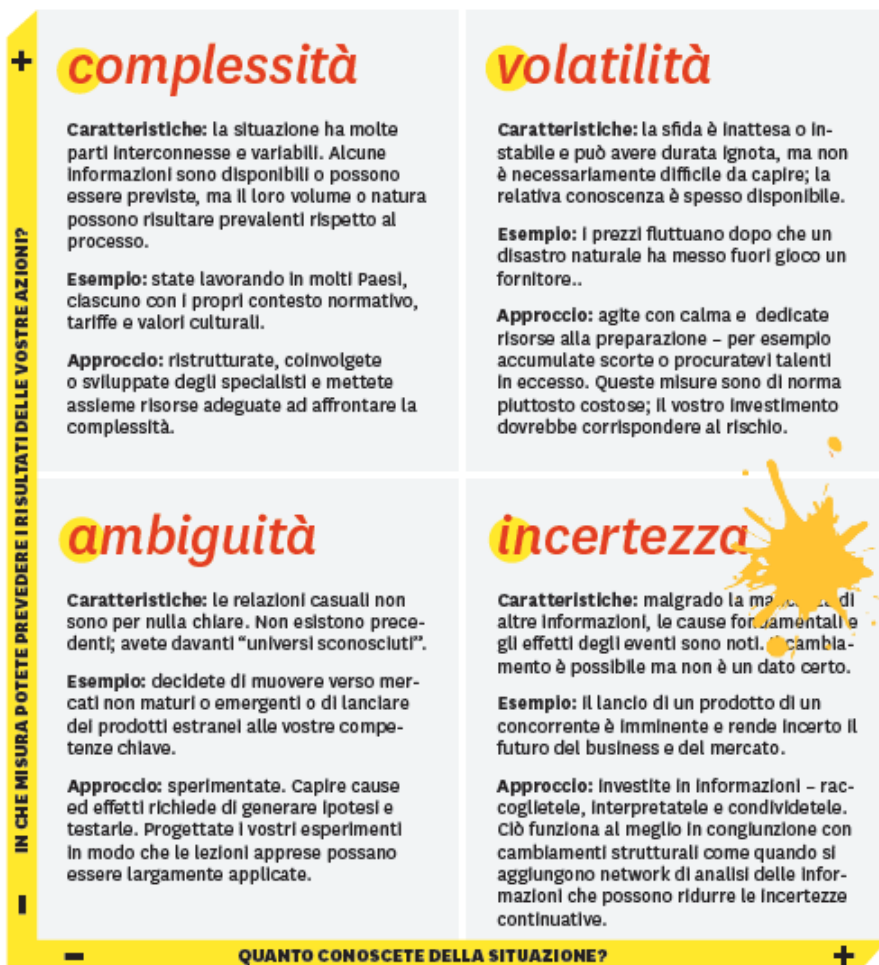 IN CHE MISURA POTETE PREVEDERE I RISULTATI DELLE VOSTRE AZIONI?
+
complessità
Caratteristiche: la situazione ha molte
parti interconnesse e variabili. Alcune
informazioni sono disponibili o possono
essere previste, ma il loro volume o natura
possono risultare prevalenti rispetto al
processo.
Esempio: state lavorando in molti Paesi,
ciascuno con i propri contesto normativo,
tariffe e valori culturali.
Approccio: ristrutturate, coinvolgete
o sviluppate degli specialisti e mettete
assieme risorse adeguate ad affrontare la
complessità.
volatilità
Caratteristiche: la sfida è inattesa o in-
stabile e può avere durata ignota, ma non
è necessariamente difficile da capire; la
relativa conoscenza è spesso disponibile.
Esempio: i prezzi fluttuano dopo che un
disastro naturale ha messo fuori gioco un
fornitore..
Approccio: agite con calma e dedicate
risorse alla preparazione – per esempio
accumulate scorte o procuratevi talenti
in eccesso. Queste misure sono di norma
piuttosto costose; il vostro investimento
dovrebbe corrispondere al rischio.
ambiguità
Caratteristiche: le relazioni casuali non
sono per nulla chiare. Non esistono prece-
denti; avete davanti “universi sconosciuti”.
Esempio: decidete di muovere verso mer-
cati non maturi o emergenti o di lanciare
dei prodotti estranei alle vostre compe-
tenze chiave.
Approccio: sperimentate. Capire cause
ed effetti richiede di generare ipotesi e
testarle. Progettate i vostri esperimenti
in modo che le lezioni apprese possano
essere largamente applicate.
incertezza
Caratteristiche: malgrado la di
altre informazioni, le cause fondamentali e
gli effetti degli eventi sono noti. cambia-
mento è possibile ma non è un dato certo.
Esempio: il lancio di un prodotto di un
concorrente è imminente e rende incerto il
futuro del business e del mercato.
Approccio: investite in informazioni – rac-
coglietele, interpretatele e condividetele.
Ciò funziona al meglio in congiunzione con
cambiamenti strutturali come quando si
aggiungono network di analisi delle infor-
mazioni che possono ridurre le incertezze
continuative.
-
- QUANTO CONOSCETE DELLA SITUAZIONE? +